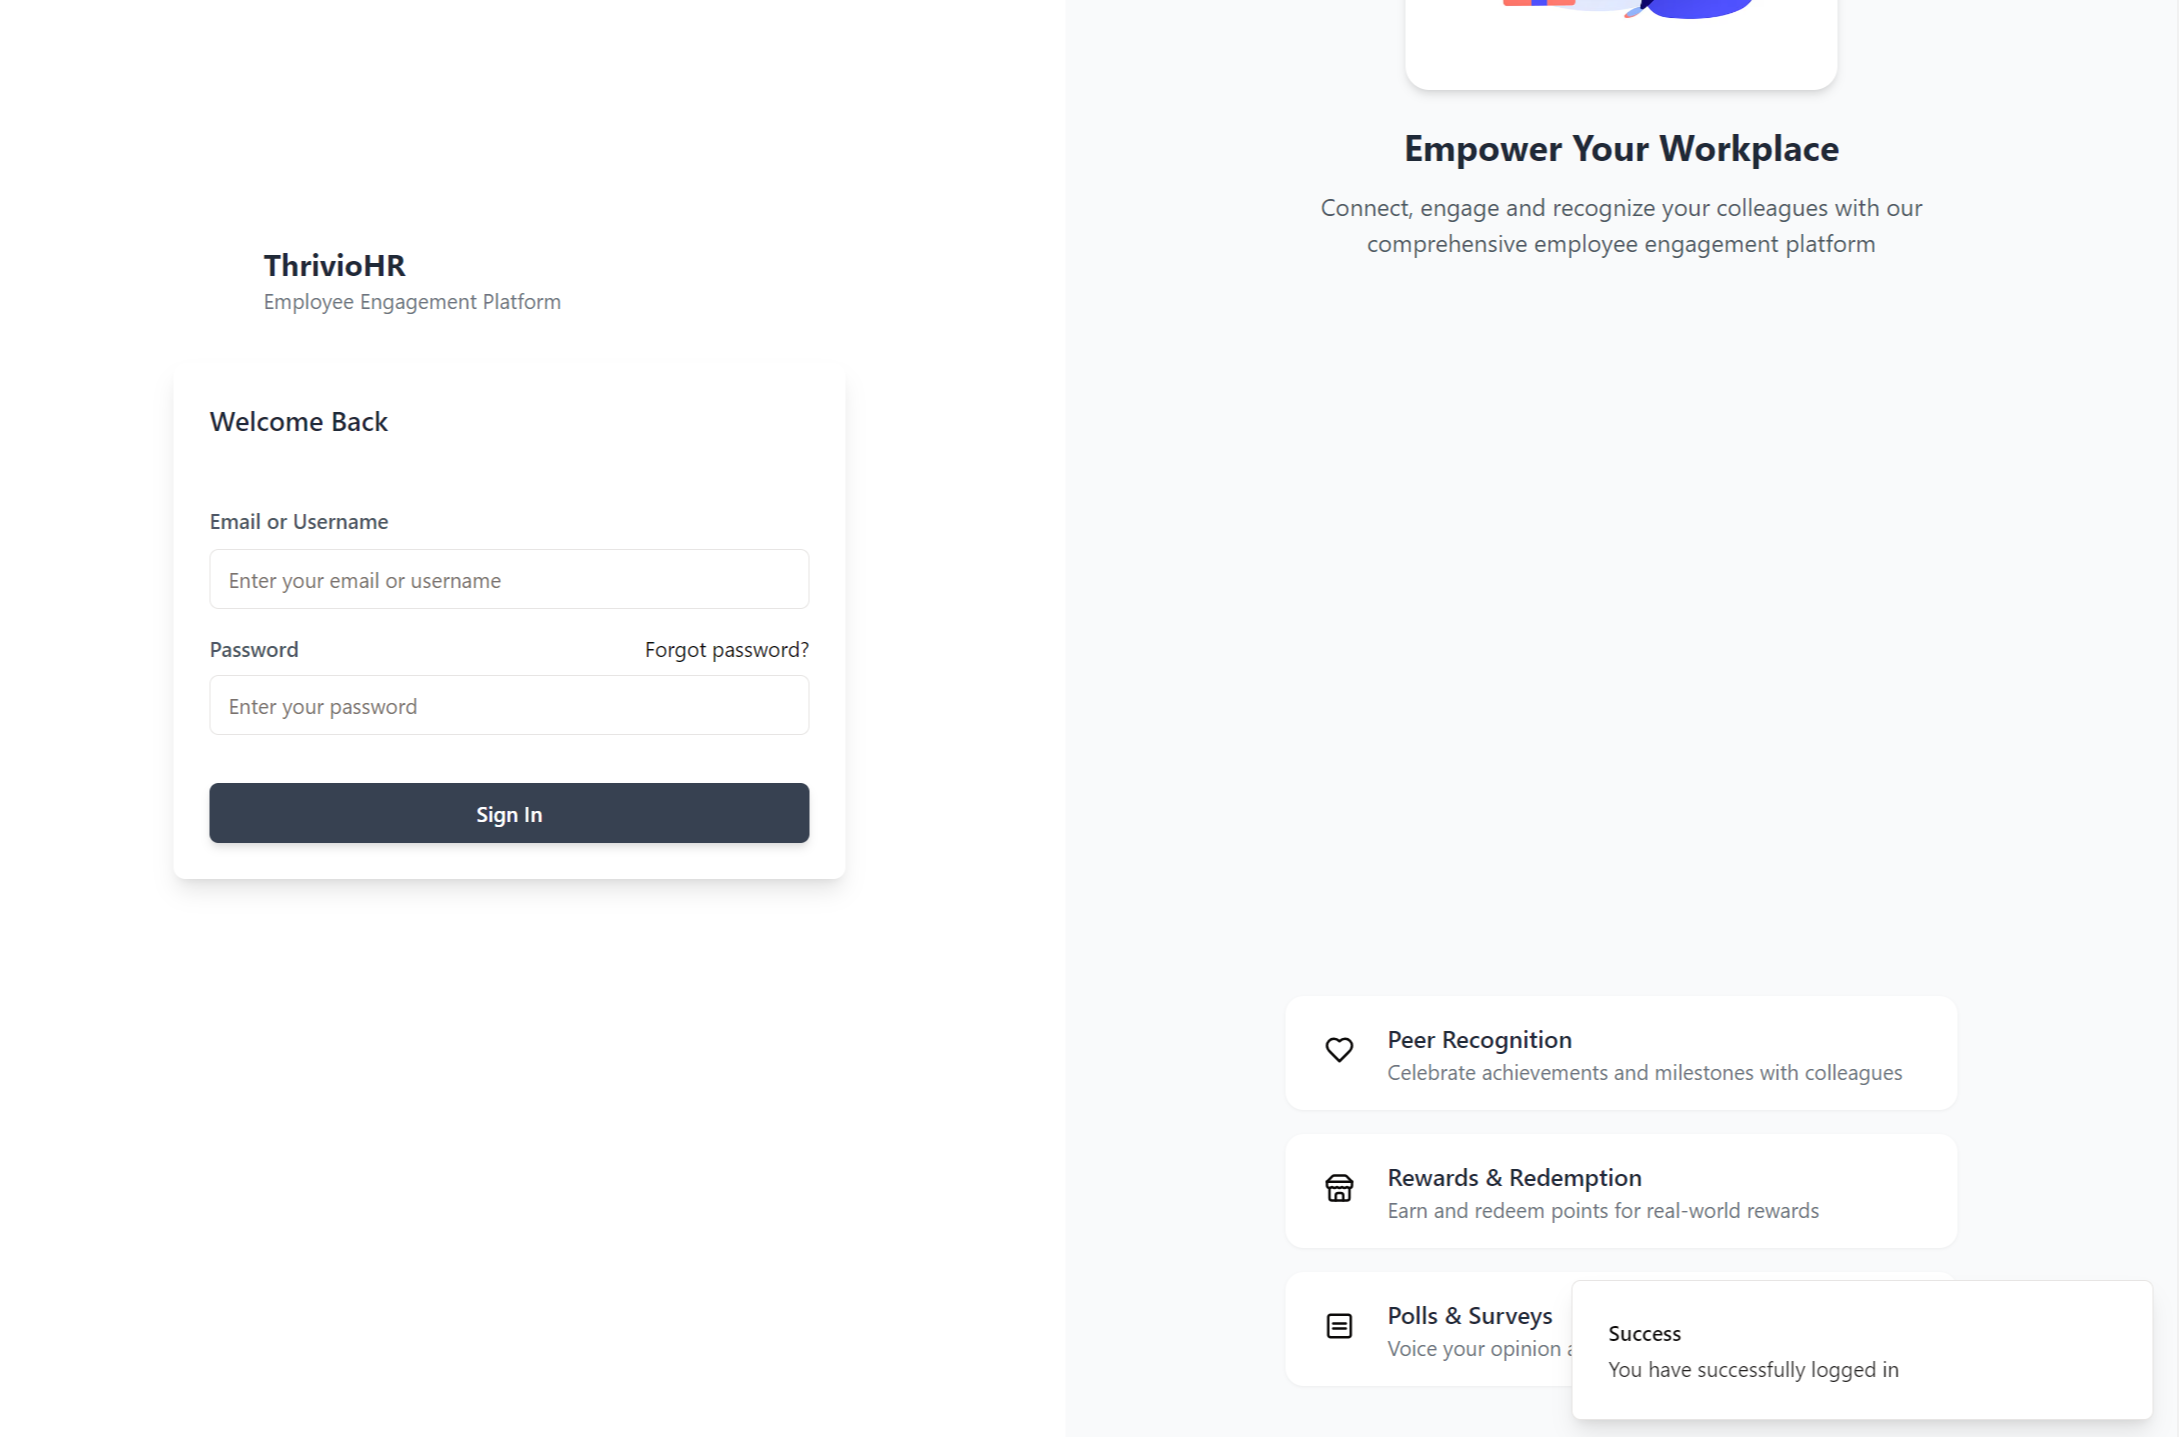 ThrivioHR
Employee Engagement Platform
Welcome Back
Email or Username
Enter your email or username
Password
Forgot password?
Enter your password
Sign In
Empower Your Workplace
Connect, engage and recognize your colleagues with our
comprehensive employee engagement platform
Peer Recognition
Celebrate achievements and milestones with colleagues
Rewards & Redemption
Earn and redeem points for real-world rewards
Polls & Surveys
Voice your opinion
Success
You have successfully logged in